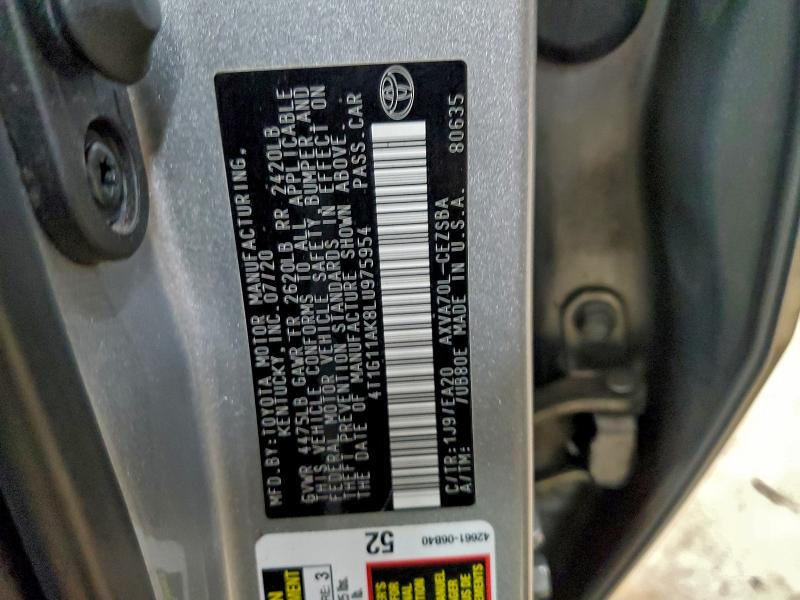 MFD. BY: TOYOTA MOTOR MANUFACTURING,
KENTUCKY, INC. 07/20
GVWR 4475LB GAWR FR 2620LB RR 2420LB
THIS VEHICLE CONFORMS TO ALL APPLICABLE
FEDERAL MOTOR VEHICLE SAFETY, BUMPER, AND
THEFT PREVENTION STANDARDS IN EFFECT ON
THE DATE OF MANUFACTURE SHOWN ABOVE.
4T1G11AK8LU975954 PASS. CAR
C/TR: 1J9/EA20 AXVA70L-CEZSBA
A/TM: /UB80E MADE IN U.S.A. 80635
52
42661-06B40